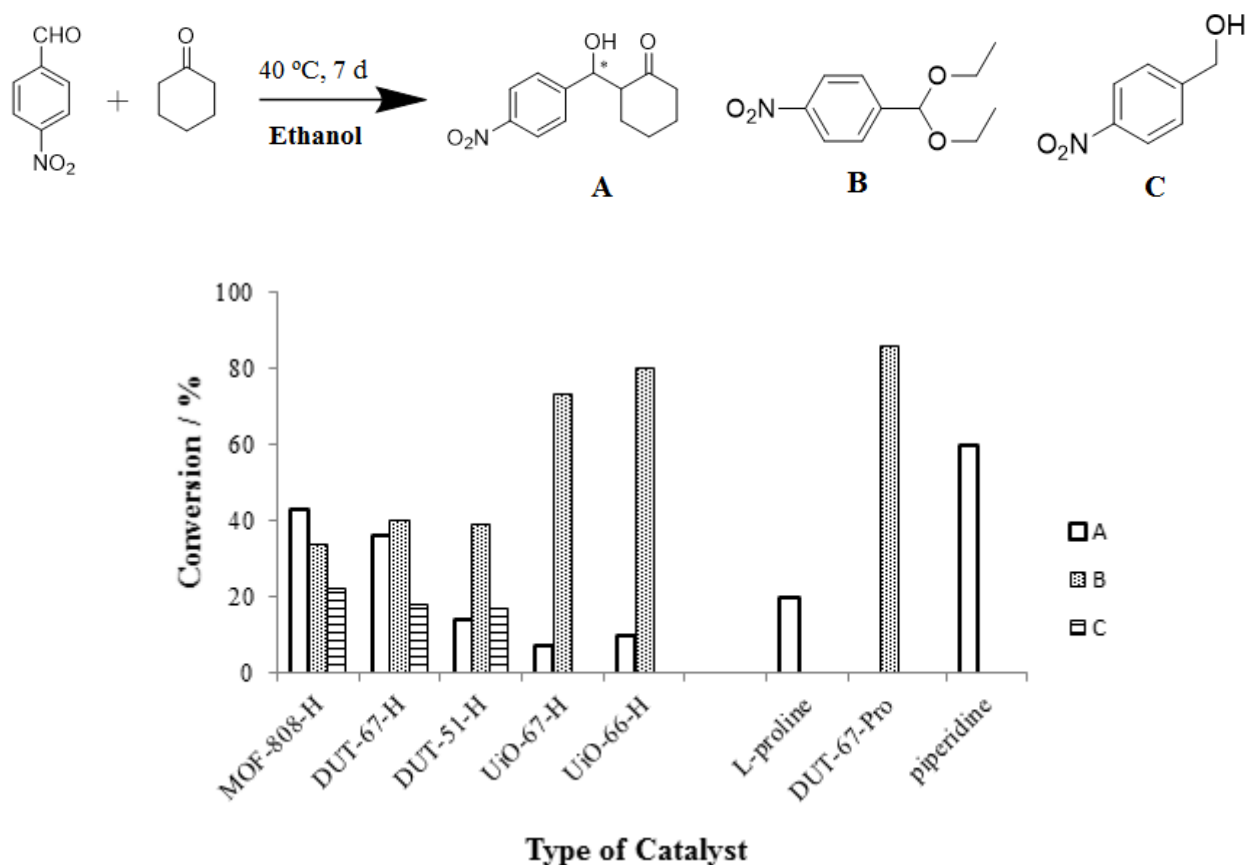 CHO
O
NO₂
+
40 ºC, 7 d
Ethanol
OH
O
*
NO₂
A
O
O
O₂N
B
OH
O₂N
C
Conversion / %
100
80
60
40
20
0
MOF-808-H
DUT-67-H
DUT-51-H
UiO-67-H
UiO-66-H
L-proline
DUT-67-Pro
piperidine
A
B
C
Type of Catalyst